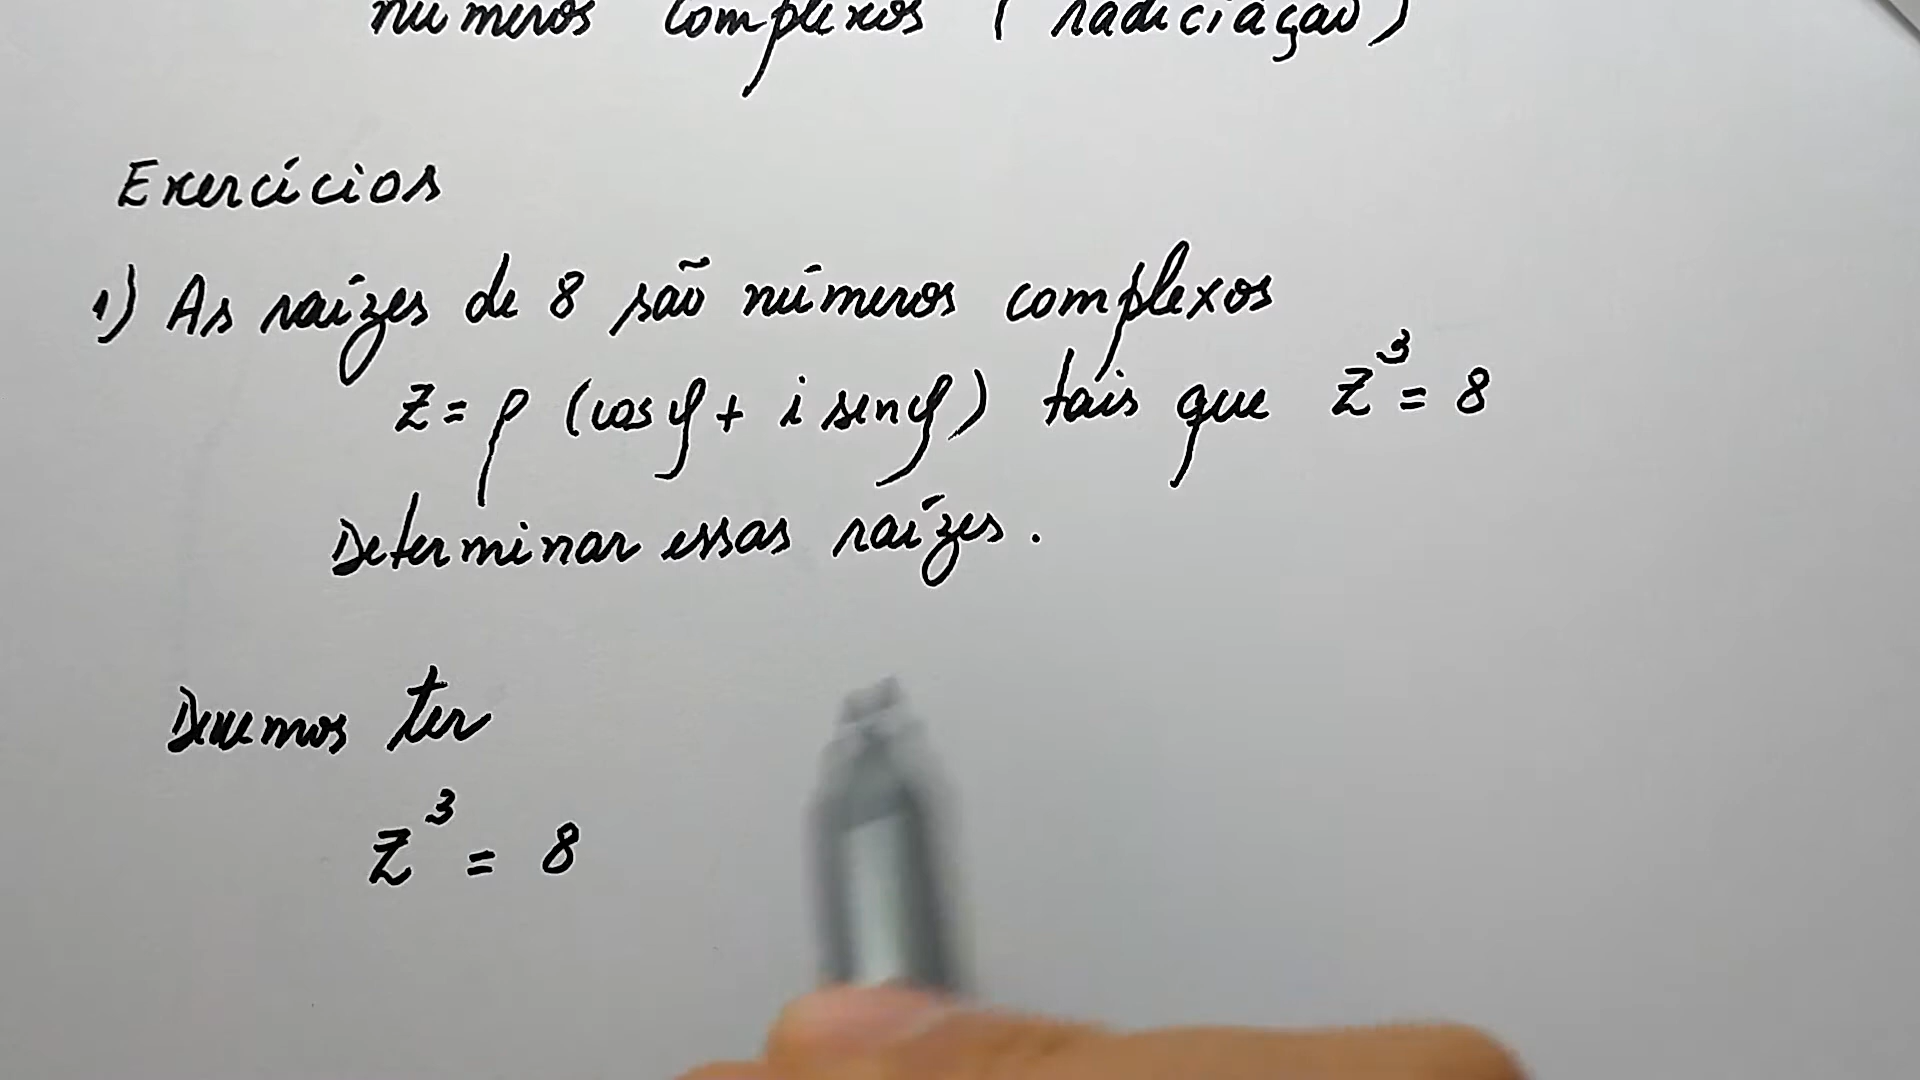 números complexos (radiciação)
Exercícios
1) As raízes de 8 são números complexos
z = ρ (cos φ + i sen φ) tais que z³ = 8
Determinar essas raízes.
Devemos ter
z³ = 8